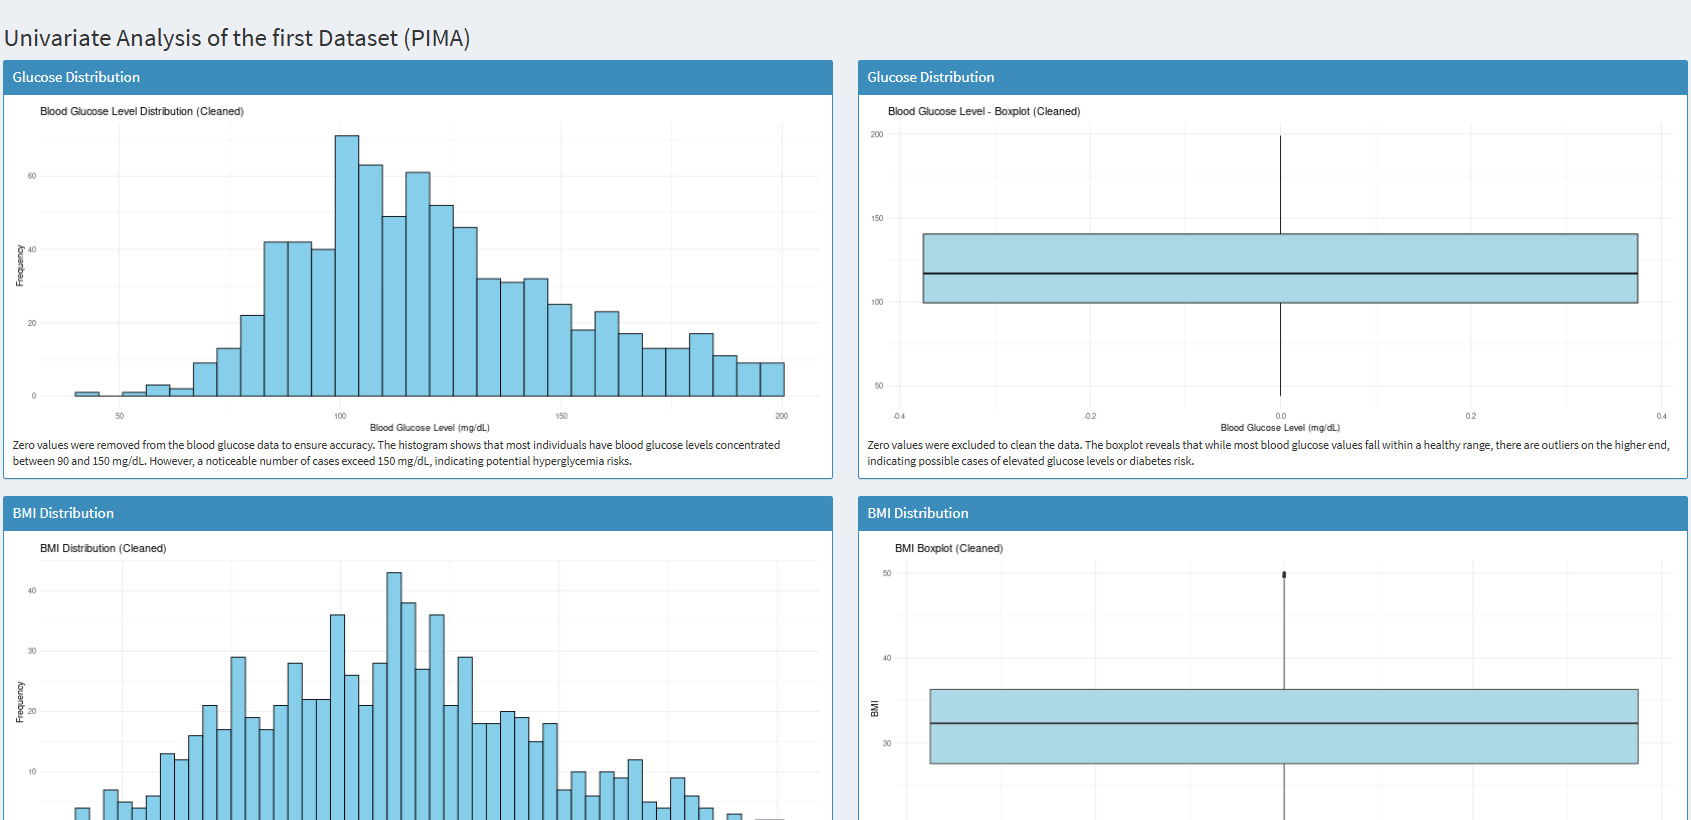 Univariate Analysis of the first Dataset (PIMA)
Glucose Distribution
Blood Glucose Level Distribution (Cleaned)
Frequency
60
40
20
0
50 100 150 200
Blood Glucose Level (mg/dL)
Zero values were removed from the blood glucose data to ensure accuracy. The histogram shows that most individuals have blood glucose levels concentrated
between 90 and 150 mg/dL. However, a noticeable number of cases exceed 150 mg/dL, indicating potential hyperglycemia risks.
Glucose Distribution
Blood Glucose Level - Boxplot (Cleaned)
200
150
100
50
-0.4 -0.2 0.0 0.2 0.4
Blood Glucose Level (mg/dL)
Zero values were excluded to clean the data. The boxplot reveals that while most blood glucose values fall within a healthy range, there are outliers on the higher end,
indicating possible cases of elevated glucose levels or diabetes risk.
BMI Distribution
BMI Distribution (Cleaned)
Frequency
40
30
20
10
BMI Distribution
BMI Boxplot (Cleaned)
BMI
50
40
30